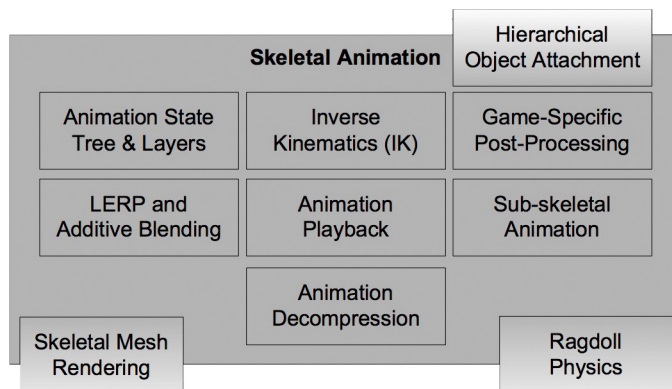 Hierarchical
Object Attachment
Skeletal Animation
Animation State
Tree & Layers
Inverse
Kinematics (IK)
Game-Specific
Post-Processing
LERP and
Additive Blending
Animation
Playback
Sub-skeletal
Animation
Animation
Decompression
Skeletal Mesh
Rendering
Ragdoll
Physics